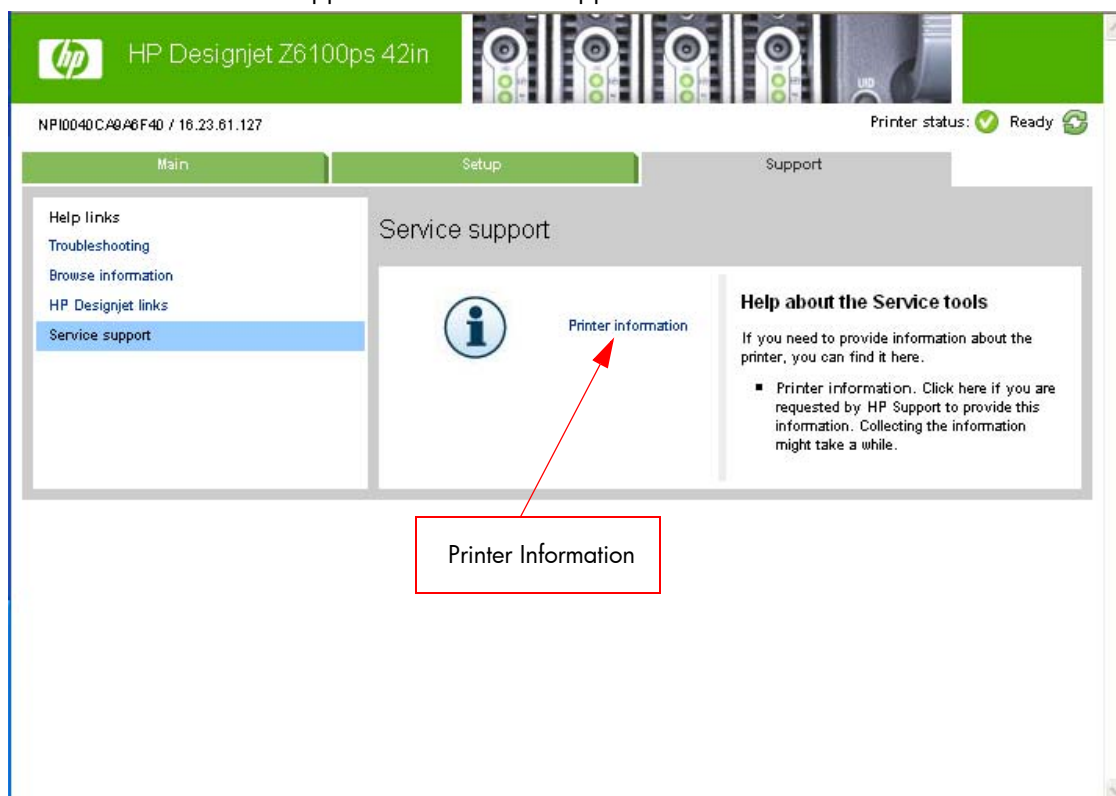 hp
HP Designjet Z6100ps 42in
UID
NPI0040CA9A6F40 / 16.23.61.127
Printer status: Ready
Main
Setup
Support
Help links
Troubleshooting
Browse information
HP Designjet links
Service support
Service support
Printer information
Help about the Service tools
If you need to provide information about the
printer, you can find it here.
■ Printer information. Click here if you are
requested by HP Support to provide this
information. Collecting the information
might take a while.
Printer Information